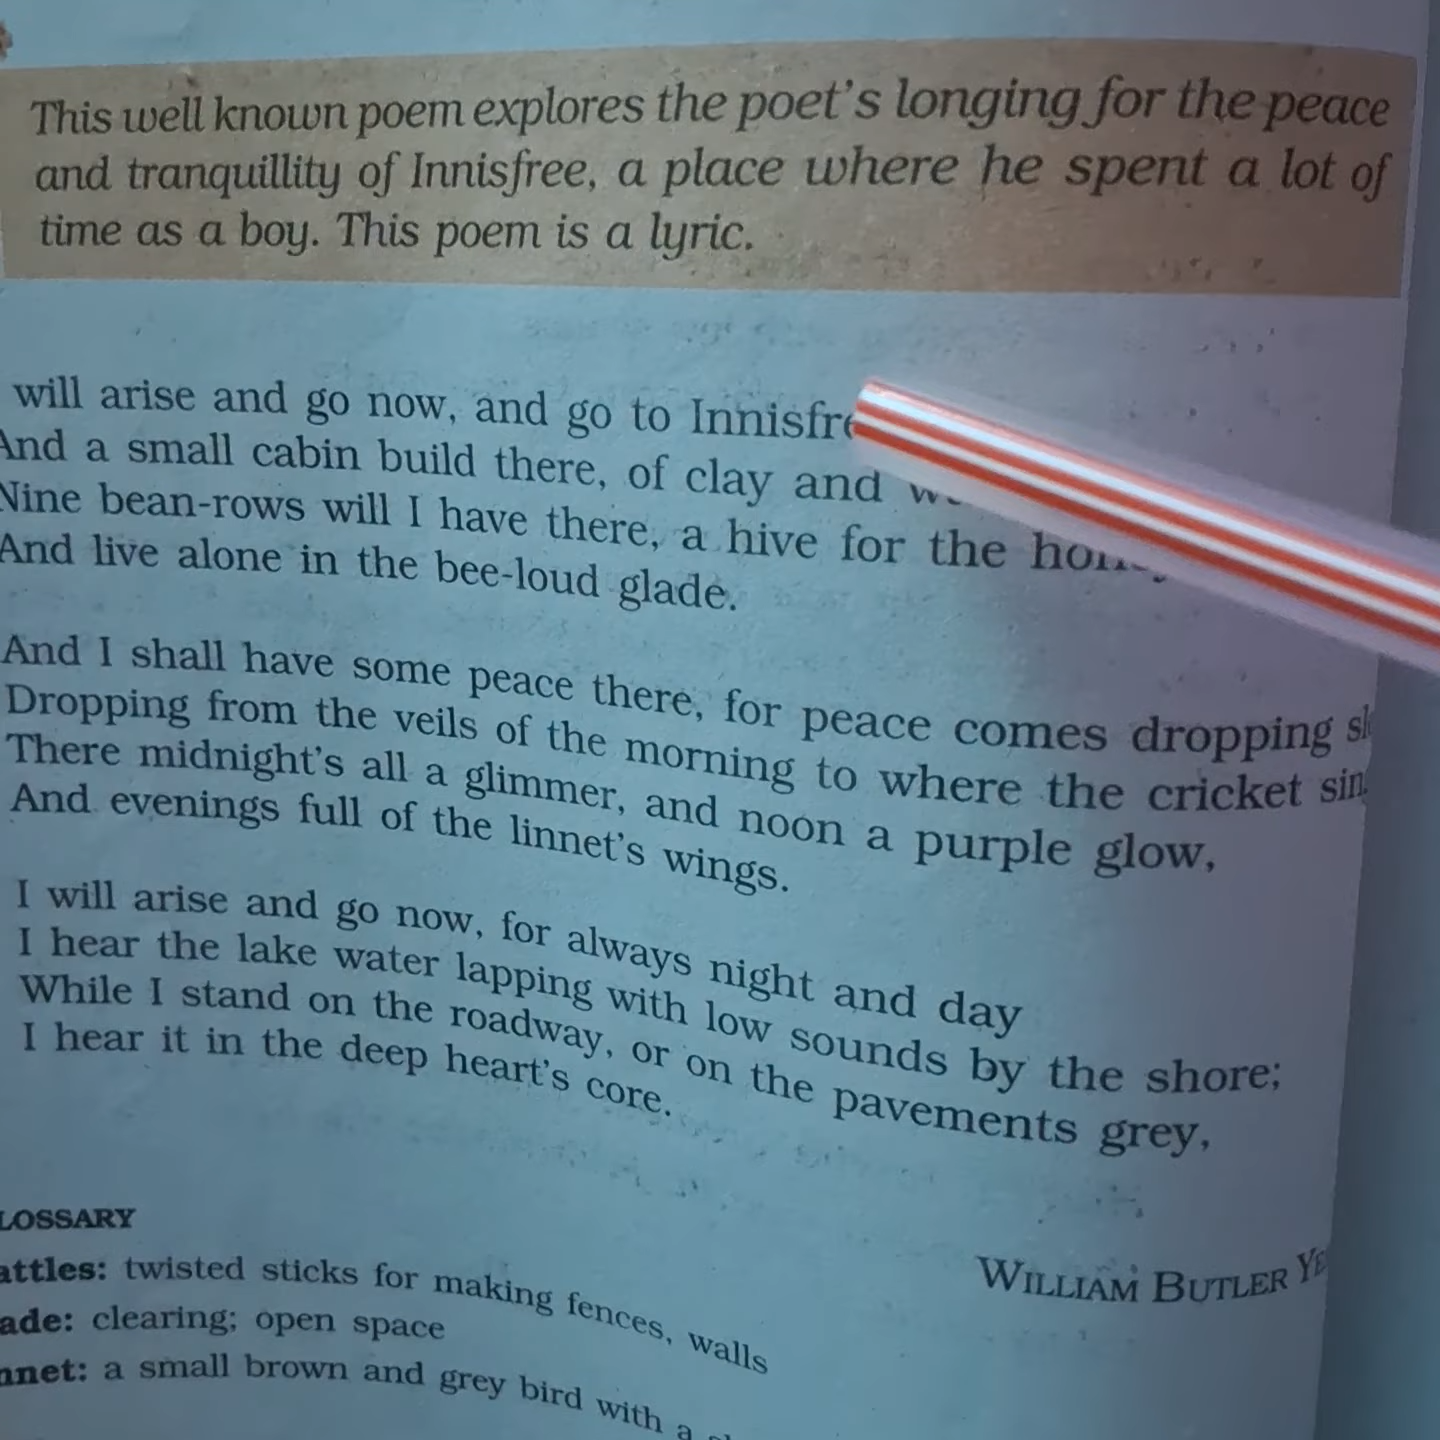 This well known poem explores the poet's longing for the peace
and tranquillity of Innisfree, a place where he spent a lot of
time as a boy. This poem is a lyric.
will arise and go now, and go to
And a small cabin build there, of clay and
Nine bean-rows will I have there, a hive for the
And live alone in the bee-loud glade.
And I shall have some peace there, for peace comes dropping
Dropping from the veils of the morning to where the cricket
There midnight's all a glimmer, and noon a purple glow,
And evenings full of the linnet's wings.
I will arise and go now, for always night and day
I hear the lake water lapping with low sounds by the shore;
While I stand on the roadway, or on the pavements grey,
I hear it in the deep heart's core.
WILLIAM BUTLER
twisted sticks for making fences, walls
clearing; open space
a small brown and grey bird with a